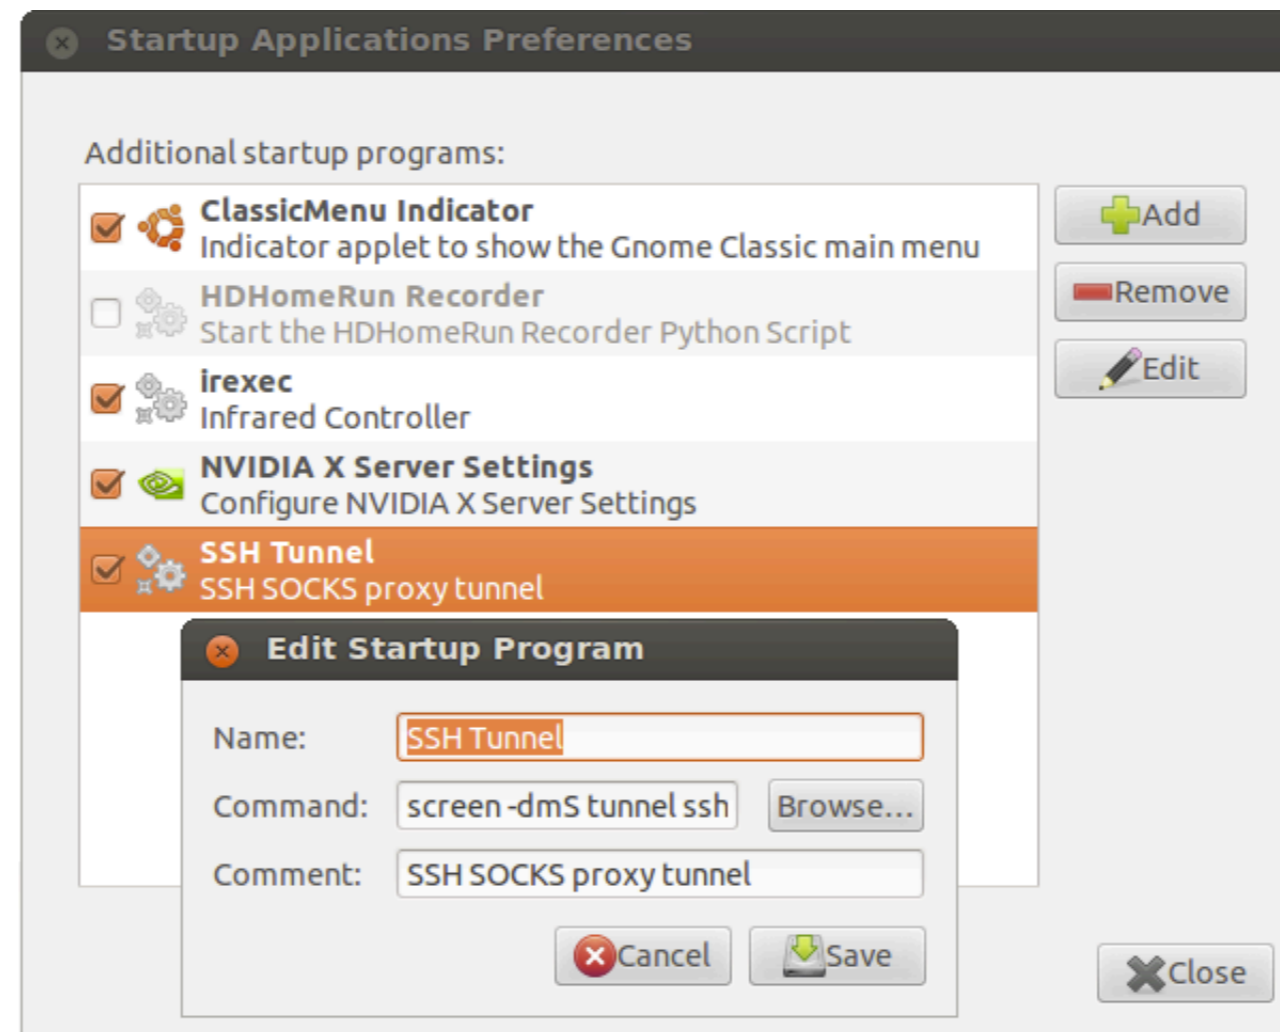 Startup Applications Preferences
Additional startup programs:
ClassicMenu Indicator
Indicator applet to show the Gnome Classic main menu
HDHomeRun Recorder
Start the HDHomeRun Recorder Python Script
irexec
Infrared Controller
NVIDIA X Server Settings
Configure NVIDIA X Server Settings
SSH Tunnel
SSH SOCKS proxy tunnel
Add
Remove
Edit
Edit Startup Program
Name: SSH Tunnel
Command: screen -dmS tunnel ssh Browse...
Comment: SSH SOCKS proxy tunnel
Cancel Save
Close